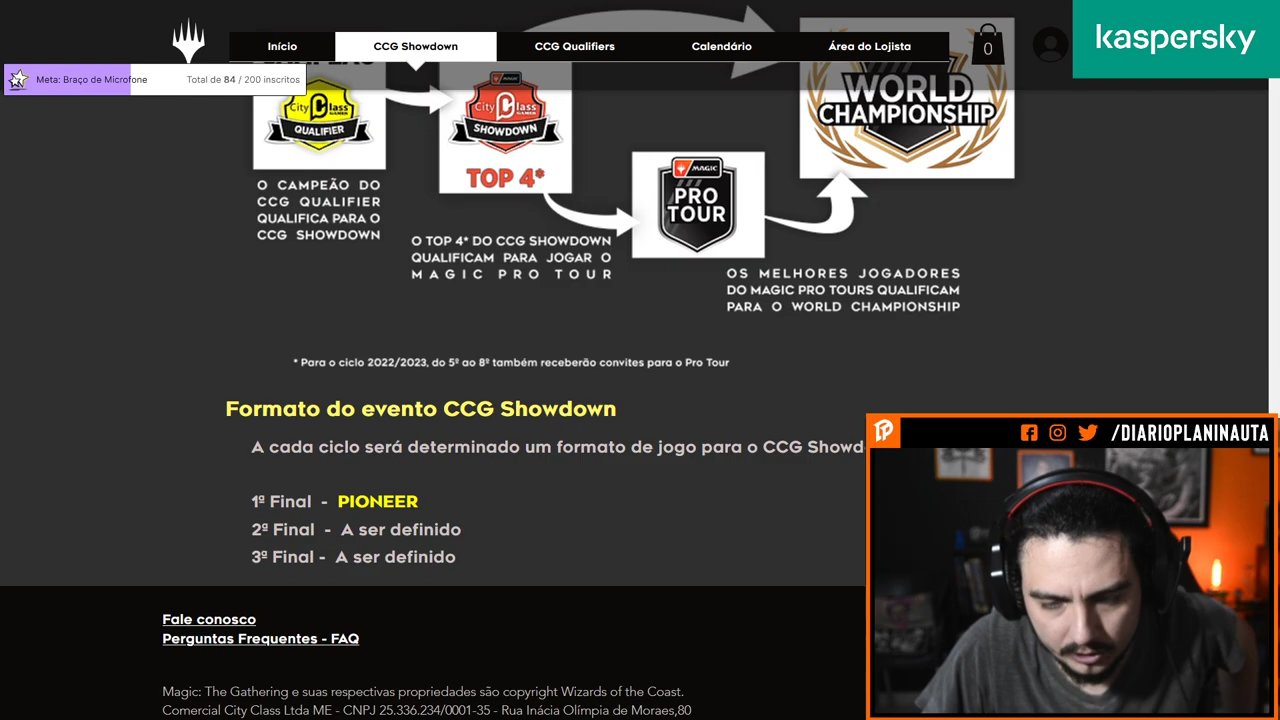 Início
CCG Showdown
CCG Qualifiers
Calendário
Área do Lojista
0
kaspersky
Meta: Braço de Microfone
Total de 84 / 200 inscritos
City Class
GAMES
QUALIFIER
MAGIC
City Class
GAMES
SHOWDOWN
TOP 4*
WORLD
CHAMPIONSHIP
MAGIC
PRO
TOUR
O CAMPEÃO DO
CCG QUALIFIER
QUALIFICA PARA O
CCG SHOWDOWN
O TOP 4* DO CCG SHOWDOWN
QUALIFICAM PARA JOGAR O
MAGIC PRO TOUR
OS MELHORES JOGADORES
DO MAGIC PRO TOURS QUALIFICAM
PARA O WORLD CHAMPIONSHIP
* Para o ciclo 2022/2023, do 5º ao 8º também receberão convites para o Pro Tour
Formato do evento CCG Showdown
A cada ciclo será determinado um formato de jogo para o CCG Showd
1ª Final - PIONEER
2ª Final - A ser definido
3ª Final - A ser definido
/DIARIOPLANINAUTA
Fale conosco
Perguntas Frequentes - FAQ
Magic: The Gathering e suas respectivas propriedades são copyright Wizards of the Coast.
Comercial City Class Ltda ME - CNPJ 25.336.234/0001-35 - Rua Inácia Olímpia de Moraes,80